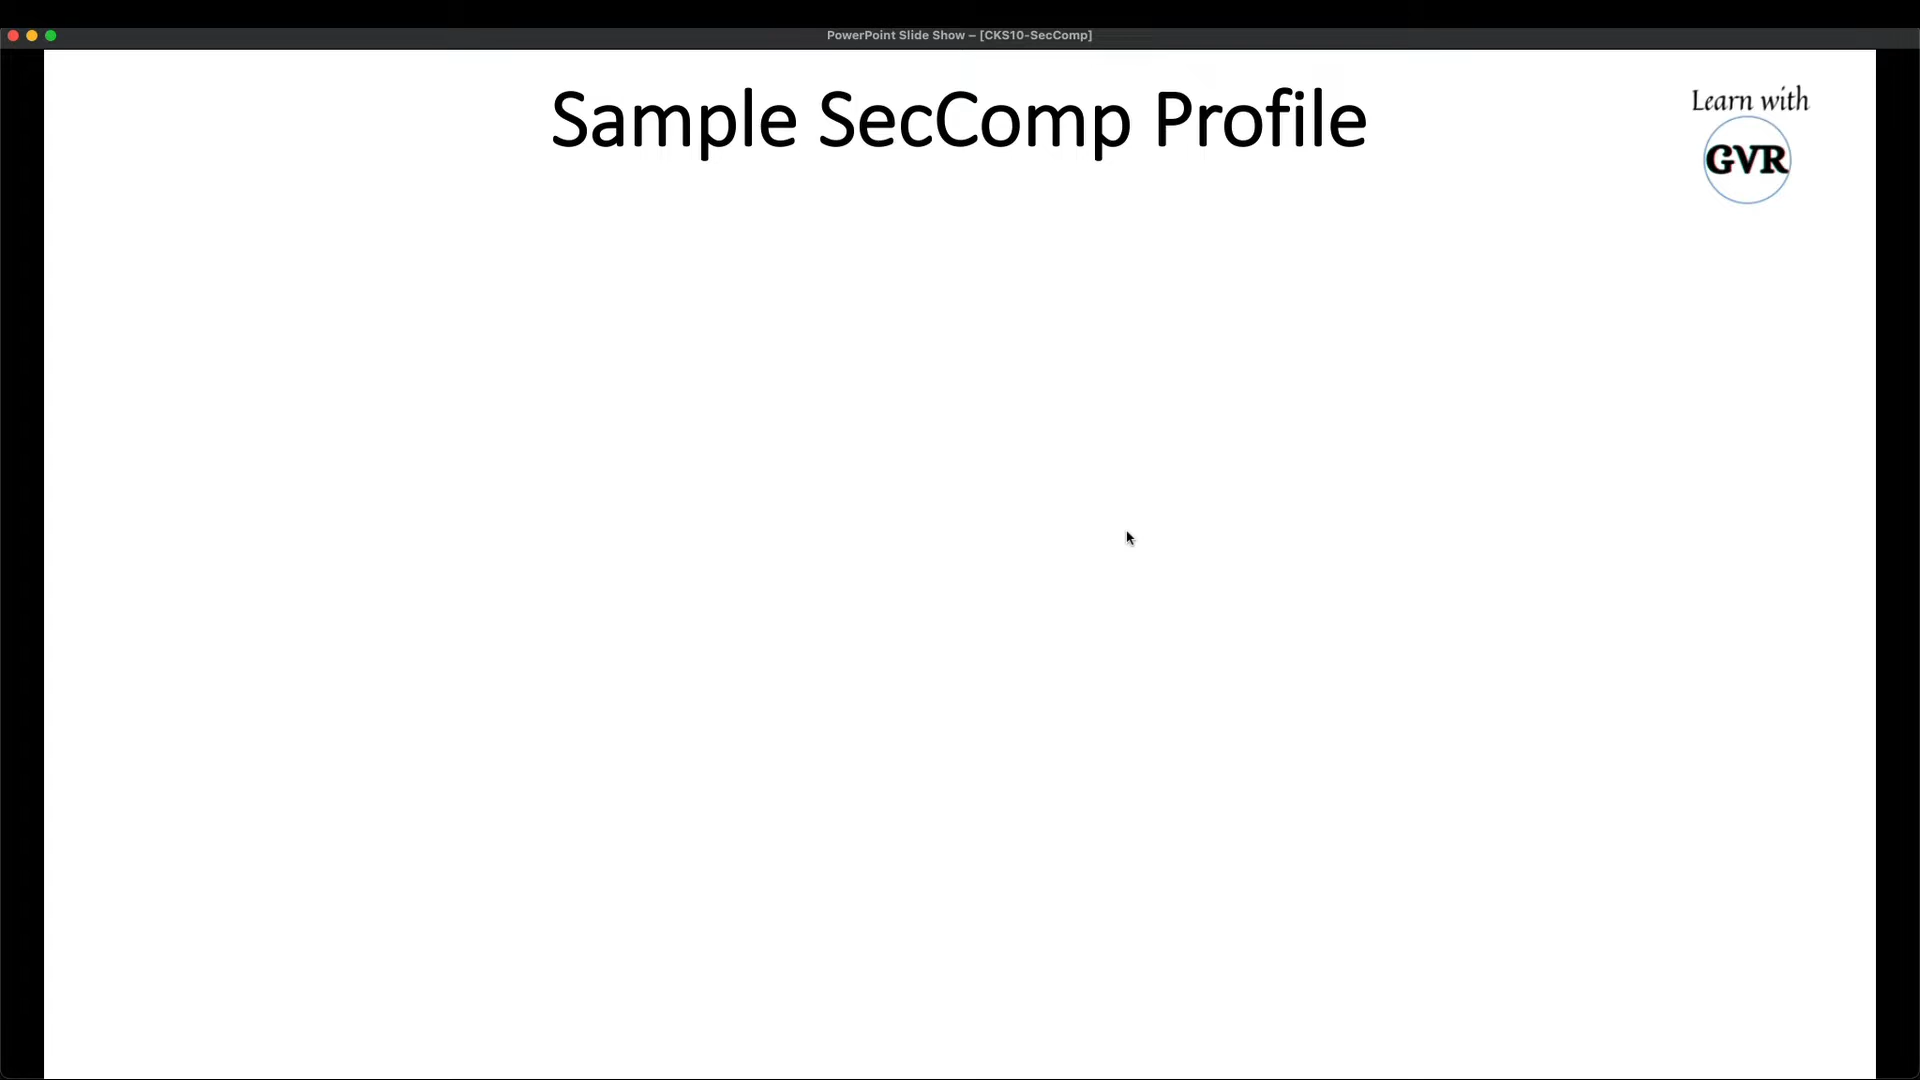 PowerPoint Slide Show – [CKS10-SecComp]
Sample SecComp Profile
Learn with
GVR